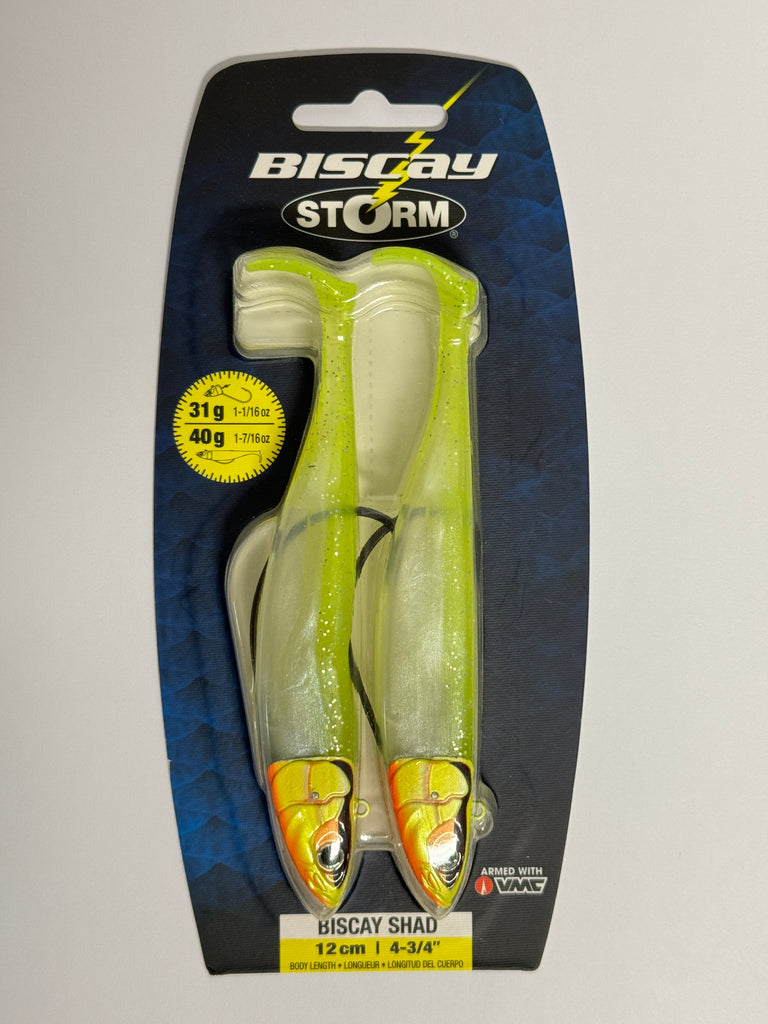 BISCAY
STORM®
31g 1-1/16 oz
40g 1-7/16 oz
ARMED WITH
VMC
BISCAY SHAD
12cm | 4-3/4"
BODY LENGTH • LONGUEUR • LONGITUD DEL CUERPO